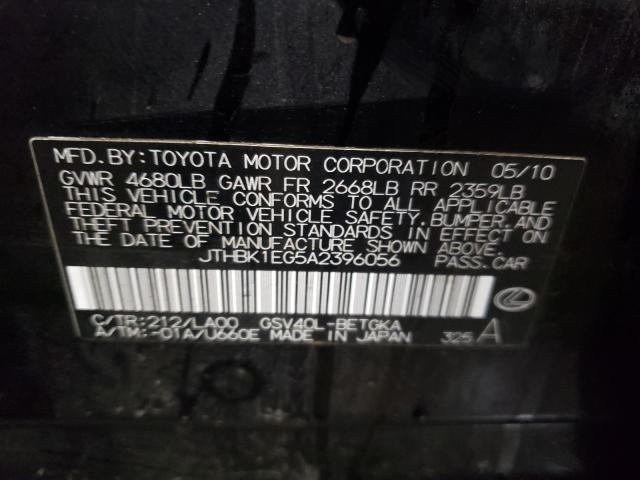 MFD.BY:TOYOTA MOTOR CORPORATION 05/10
GVWR 4680LB GAWR FR 2668LB RR 2359LB
THIS VEHICLE CONFORMS TO ALL APPLICABLE
FEDERAL MOTOR VEHICLE SAFETY,BUMPER,AND
THEFT PREVENTION STANDARDS IN EFFECT ON
THE DATE OF MANUFACTURE SHOWN ABOVE.
JTHBK1EG5A2396056 PASS.CAR
C/TR:212/LA00 GSV40L-BETGKA
A/TM:-01A/U660E MADE IN JAPAN 325 A